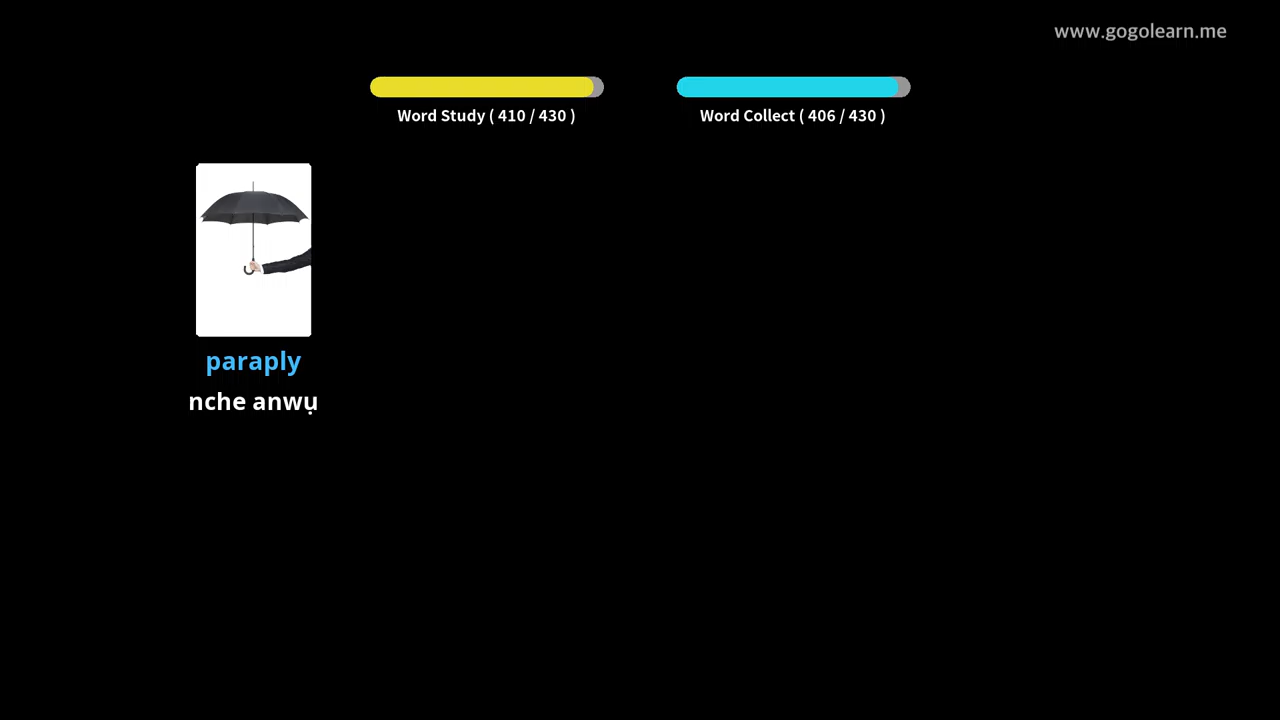 www.gogolearn.me
Word Study ( 410 / 430 )
Word Collect ( 406 / 430 )
paraply
nche anwụ